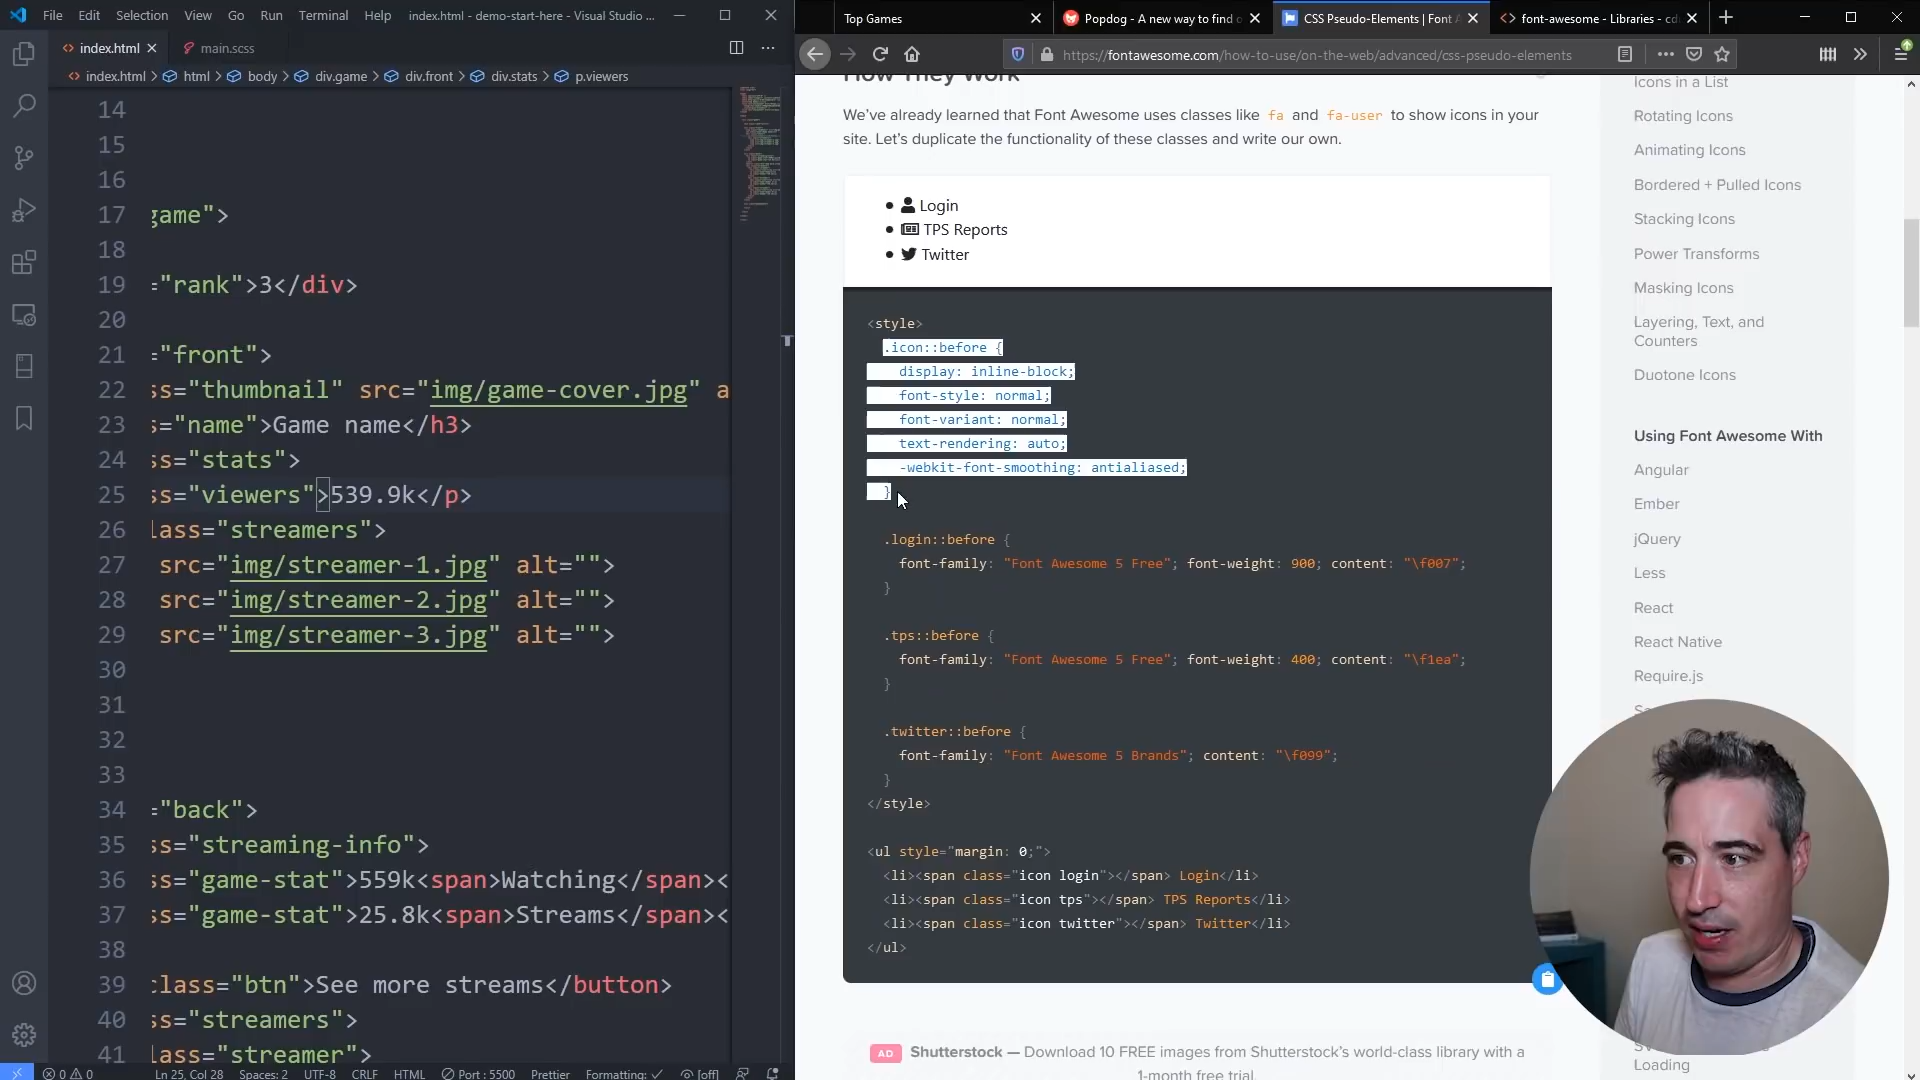 File Edit Selection View Go Run Terminal Help index.html - demo-start-here - Visual Studio ...
index.html
main.scss
index.html > html > body > div.game > div.front > div.stats > p.viewers
14
15
16
17 game">
18
19 ="rank">3</div>
20
21 ="front">
22 ss="thumbnail" src="img/game-cover.jpg" a
23 s="name">Game name</h3>
24 ss="stats">
25 ss="viewers">539.9k</p>
26 lass="streamers">
27 src="img/streamer-1.jpg" alt="">
28 src="img/streamer-2.jpg" alt="">
29 src="img/streamer-3.jpg" alt="">
30
31
32
33
34 ="back">
35 ss="streaming-info">
36 ss="game-stat">559k<span>Watching</span><
37 ss="game-stat">25.8k<span>Streams</span><
38
39 class="btn">See more streams</button>
40 ss="streamers">
41 lass="streamer">
0 0 Ln 25, Col 28 Spaces: 2 UTF-8 CRLF HTML Port : 5500 Prettier Formatting: ✓ [off]
Top Games
Popdog - A new way to find o
CSS Pseudo-Elements | Font A
font-awesome - Libraries - cd
https://fontawesome.com/how-to-use/on-the-web/advanced/css-pseudo-elements
How They Work
We've already learned that Font Awesome uses classes like fa and fa-user to show icons in your
site. Let's duplicate the functionality of these classes and write our own.
Login
TPS Reports
Twitter
<style>
.icon::before {
display: inline-block;
font-style: normal;
font-variant: normal;
text-rendering: auto;
-webkit-font-smoothing: antialiased;
}
.login::before {
font-family: "Font Awesome 5 Free"; font-weight: 900; content: "\f007";
}
.tps::before {
font-family: "Font Awesome 5 Free"; font-weight: 400; content: "\f1ea";
}
.twitter::before {
font-family: "Font Awesome 5 Brands"; content: "\f099";
}
</style>
<ul style="margin: 0;">
<li><span class="icon login"></span> Login</li>
<li><span class="icon tps"></span> TPS Reports</li>
<li><span class="icon twitter"></span> Twitter</li>
</ul>
AD Shutterstock — Download 10 FREE images from Shutterstock's world-class library with a
1-month free trial.
Icons in a List
Rotating Icons
Animating Icons
Bordered + Pulled Icons
Stacking Icons
Power Transforms
Masking Icons
Layering, Text, and
Counters
Duotone Icons
Using Font Awesome With
Angular
Ember
jQuery
Less
React
React Native
Require.js
Loading